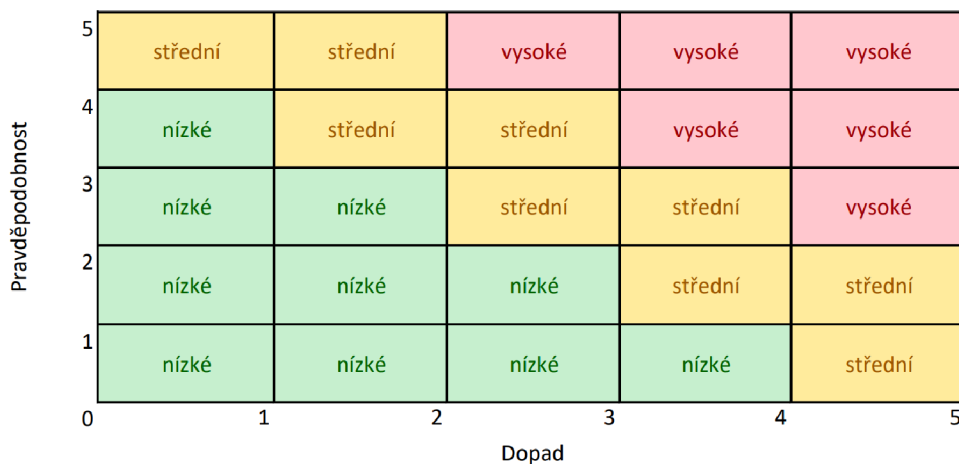 5
střední střední vysoké vysoké vysoké
4
nízké střední střední vysoké vysoké
3
nízké nízké střední střední vysoké
2
nízké nízké nízké střední střední
1
nízké nízké nízké nízké střední
0 1 2 3 4 5
Pravděpodobnost
Dopad